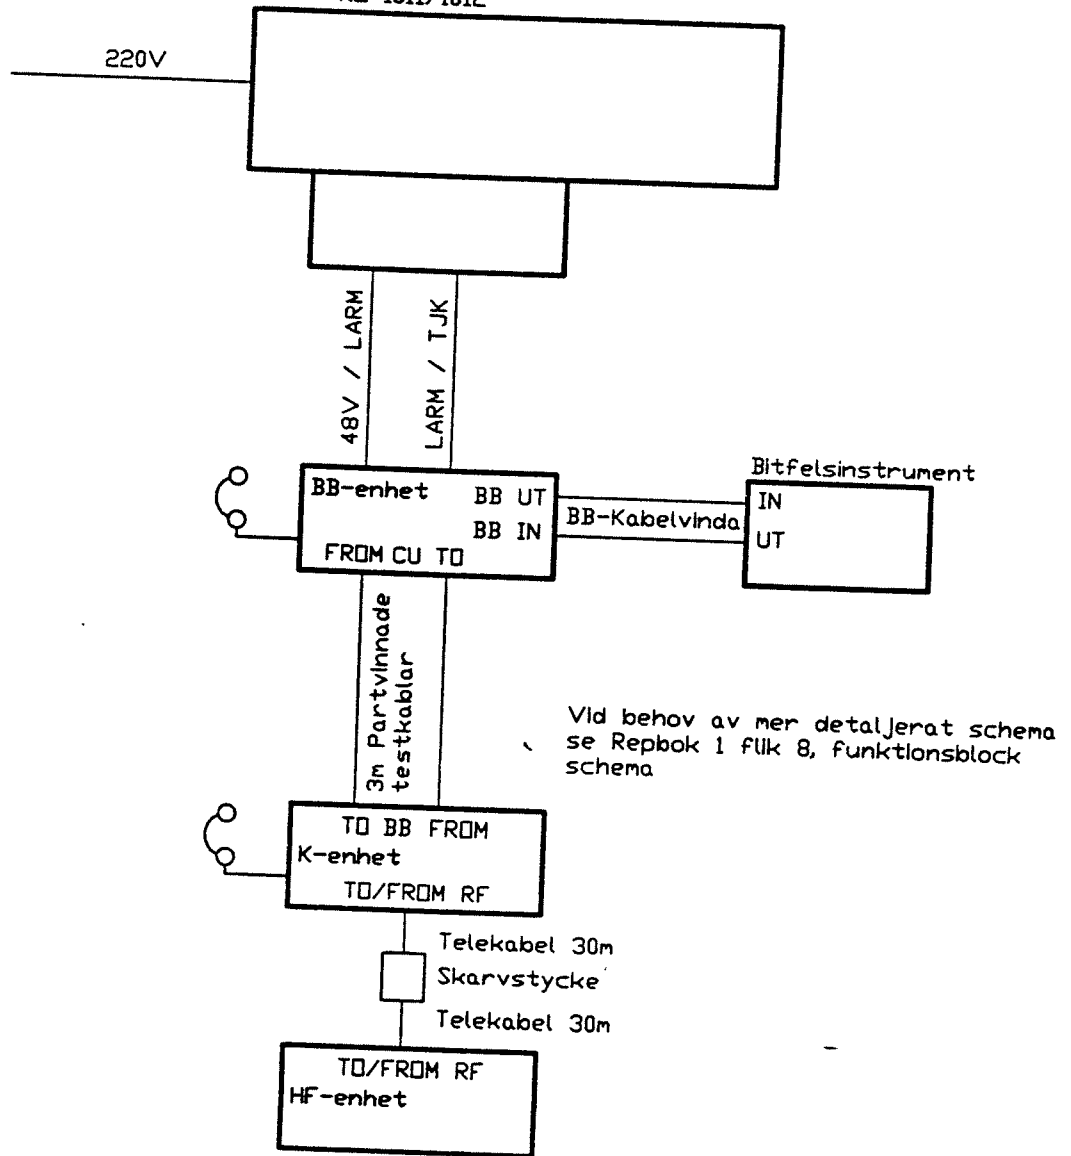 220V
48V / LARM
LARM / TJK
BB-enhet
BB UT
BB IN
FROM CU TO
BB-Kabelvinda
Bitfelsinstrument
IN
UT
3m Partvinnade
testkablar
Vid behov av mer detaljerat schema
se Repbok 1 flik 8, funktionsblock
schema
TO BB FROM
K-enhet
TO/FROM RF
Telekabel 30m
Skarvstycke
Telekabel 30m
TO/FROM RF
HF-enhet